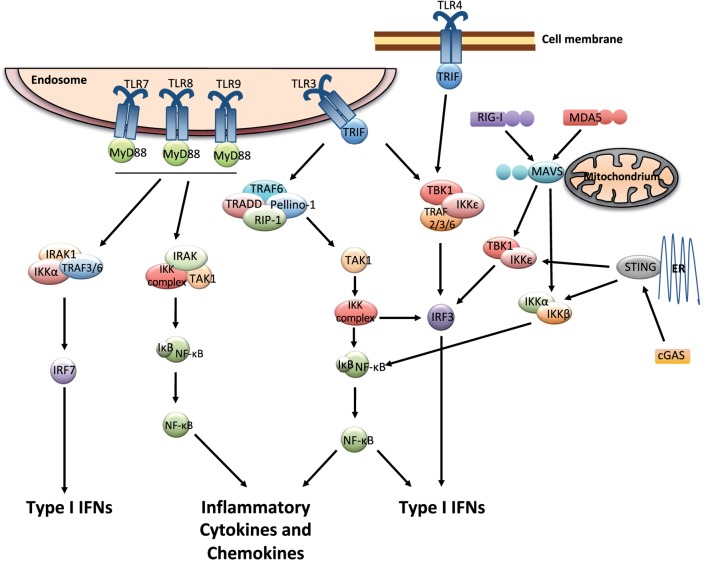 TLR4
Cell membrane
TRIF
Endosome
TLR7
TLR8
TLR9
TLR3
TRIF
MyD88
MyD88
MyD88
RIG-I
MDA5
MAVS
Mitochondrium
TRAF6
TRADD
Pellino-1
RIP-1
TBK1
IKKε
TRAF
2/3/6
IRAK1
IKKα
TRAF3/6
IRAK
IKK
complex
TAK1
TAK1
TBK1
IKKε
STING
ER
IKK
complex
IRF3
IKKα
IKKβ
IκB
NF-κB
IκB
NF-κB
cGAS
IRF7
NF-κB
NF-κB
Type I IFNs
Inflammatory
Cytokines and
Chemokines
Type I IFNs